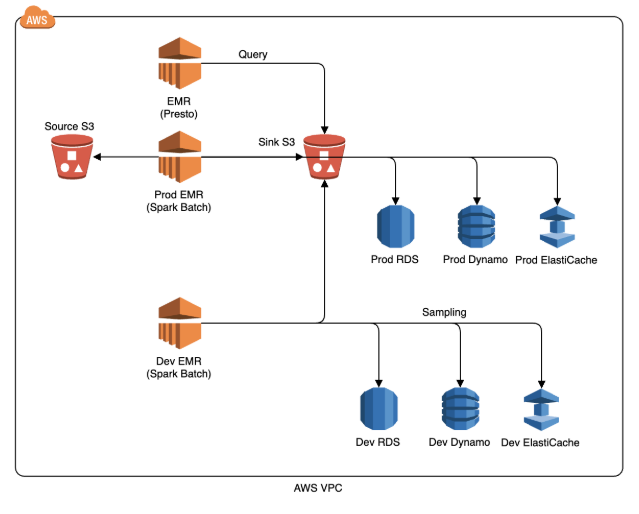 AWS
Query
EMR
(Presto)
Source S3
Sink S3
Prod EMR
(Spark Batch)
Prod RDS
Prod Dynamo
Prod ElastiCache
Sampling
Dev EMR
(Spark Batch)
Dev RDS
Dev Dynamo
Dev ElastiCache
AWS VPC